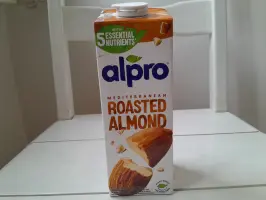 5 ESSENTIAL
NUTRIENTS
alpro
MEDITERRANEAN
ROASTED
ALMOND